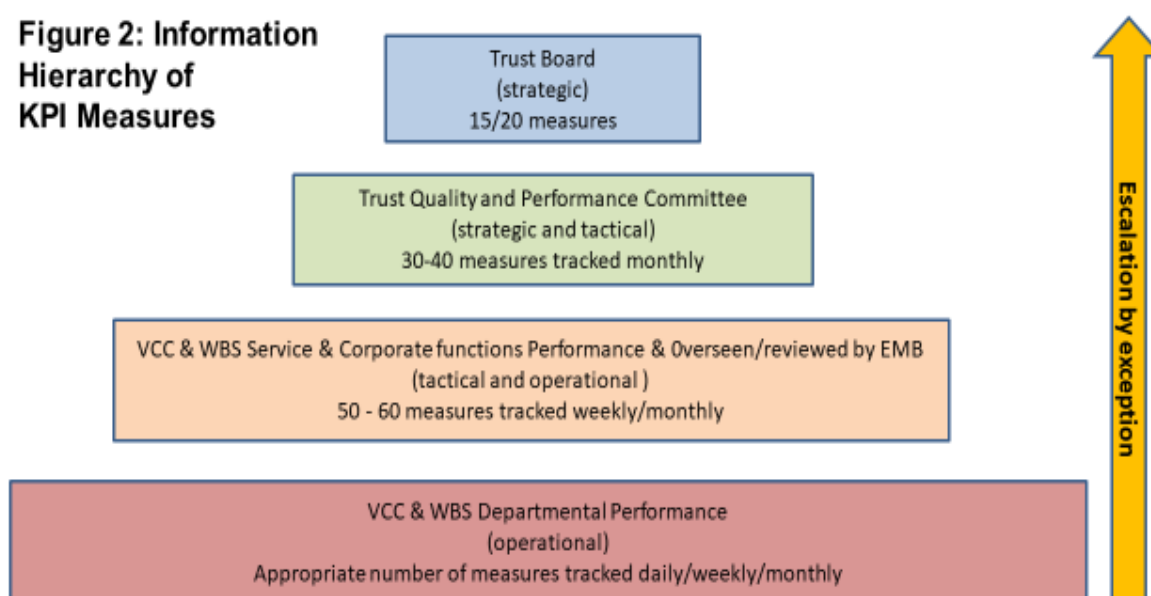 Figure 2: Information
Hierarchy of
KPI Measures
Trust Board
(strategic)
15/20 measures
Trust Quality and Performance Committee
(strategic and tactical)
30-40 measures tracked monthly
VCC & WBS Service & Corporate functions Performance & 0verseen/reviewed by EMB
(tactical and operational )
50 - 60 measures tracked weekly/monthly
VCC & WBS Departmental Performance
(operational)
Appropriate number of measures tracked daily/weekly/monthly
Escalation by exception